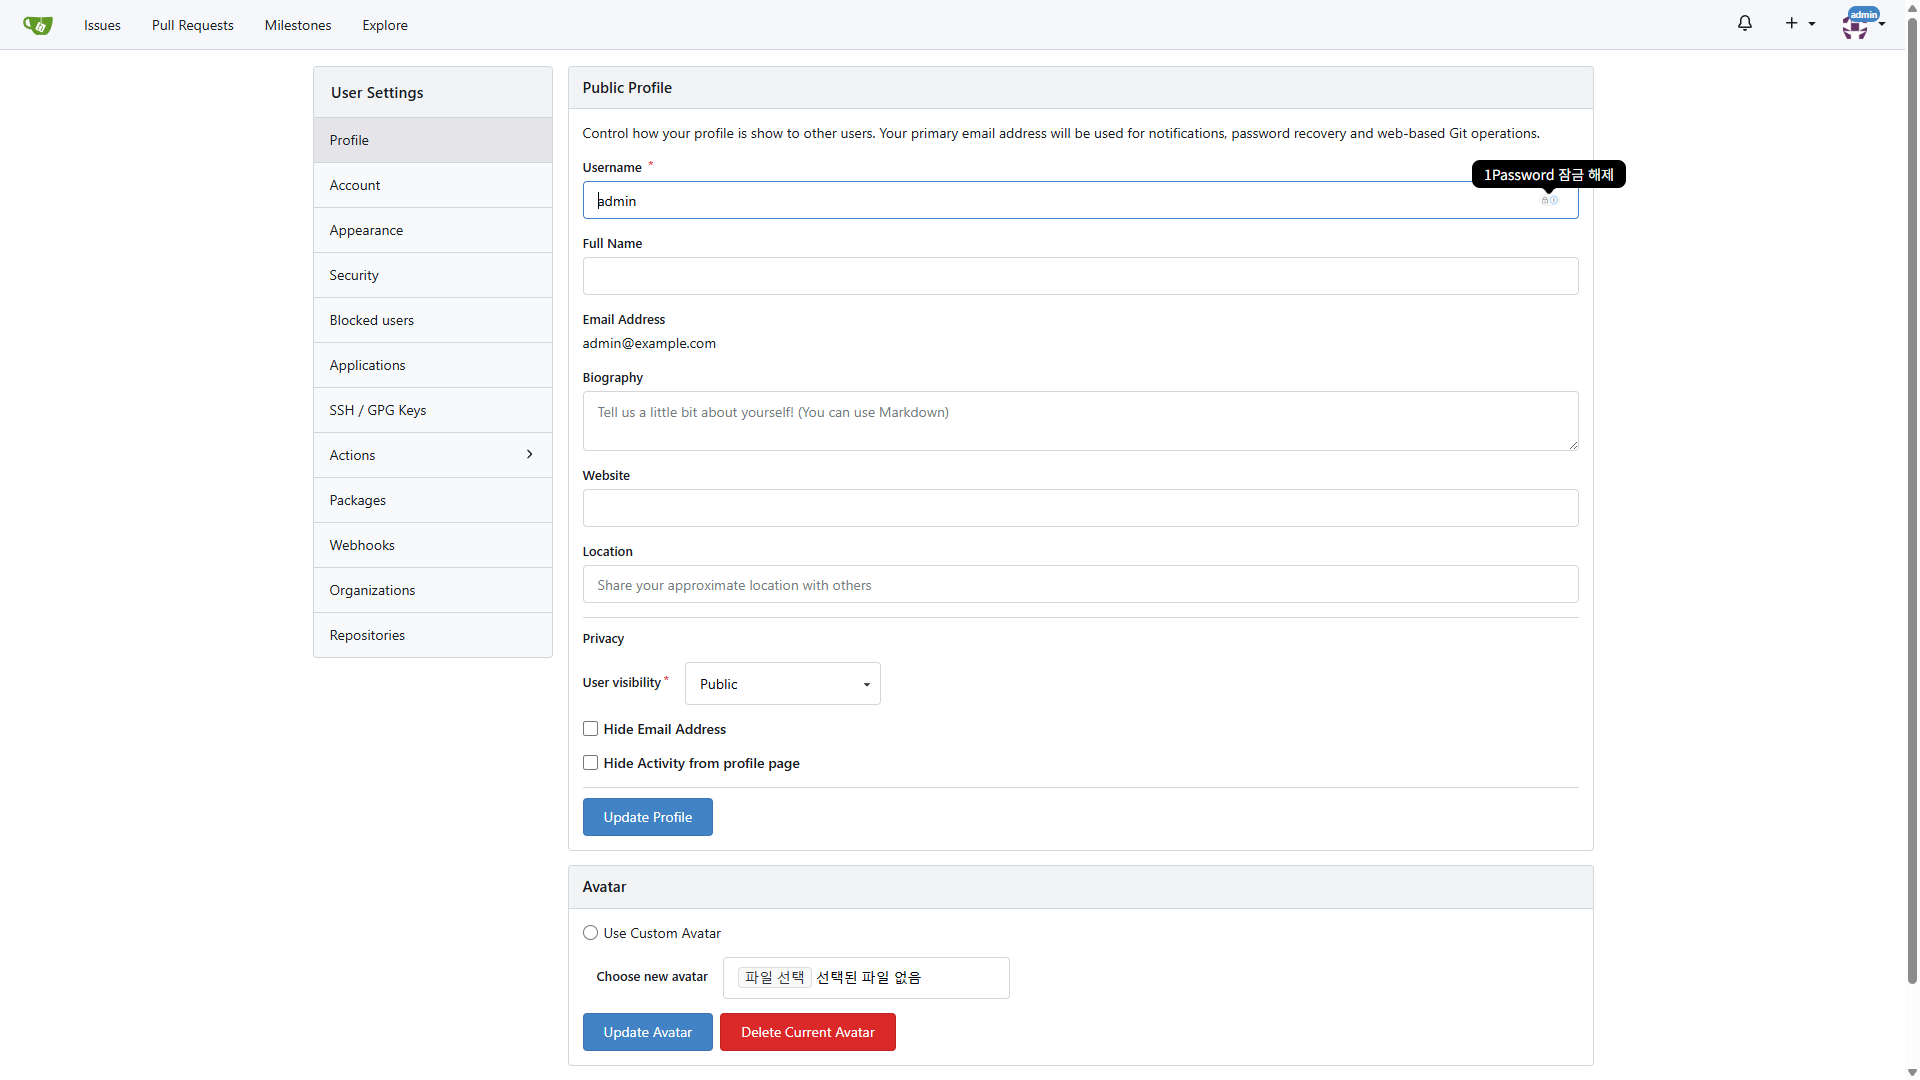 Issues Pull Requests Milestones Explore admin
User Settings
Profile
Account
Appearance
Security
Blocked users
Applications
SSH / GPG Keys
Actions
Packages
Webhooks
Organizations
Repositories
Public Profile
Control how your profile is show to other users. Your primary email address will be used for notifications, password recovery and web-based Git operations.
Username *
1Password 잠금 해제
admin
Full Name
Email Address
admin@example.com
Biography
Tell us a little bit about yourself! (You can use Markdown)
Website
Location
Share your approximate location with others
Privacy
User visibility * Public
Hide Email Address
Hide Activity from profile page
Update Profile
Avatar
Use Custom Avatar
Choose new avatar 파일 선택 선택된 파일 없음
Update Avatar Delete Current Avatar